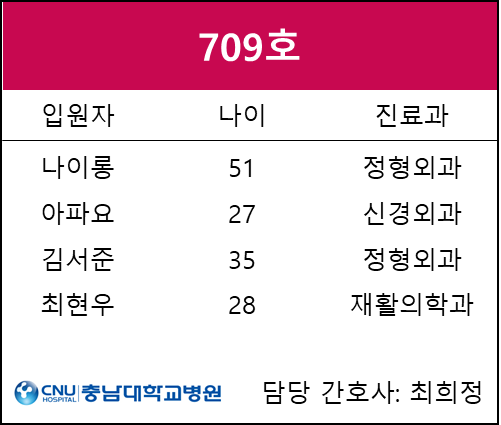 709호
입원자 나이 진료과
나이롱 51 정형외과
아파요 27 신경외과
김서준 35 정형외과
최현우 28 재활의학과
CNU HOSPITAL 충남대학교병원 담당 간호사: 최희정